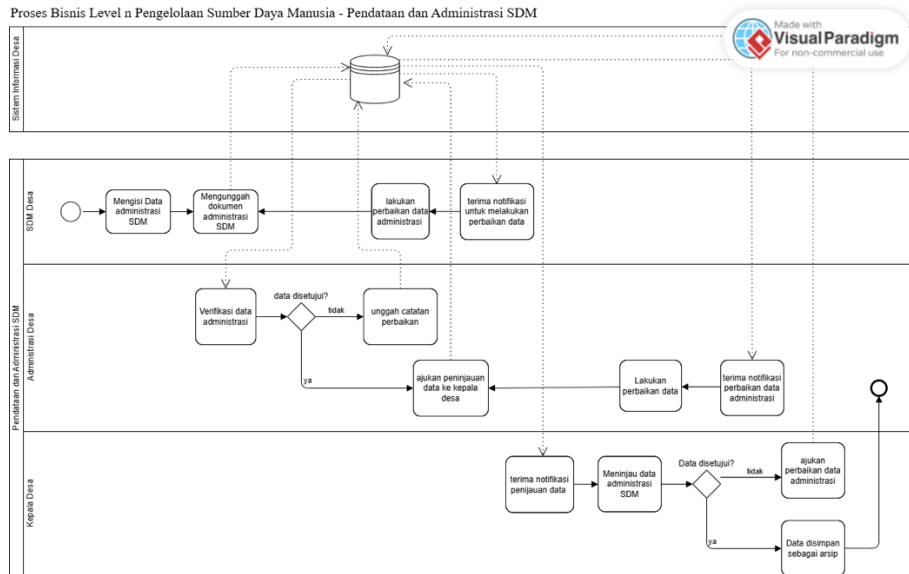 Proses Bisnis Level n Pengelolaan Sumber Daya Manusia - Pendataan dan Administrasi SDM
Made with
VisualParadigm
For non-commercial use
Sistem Informasi Desa
Pendataan dan Administrasi SDM
SDM Desa
Mengisi Data
administrasi
SDM
Mengunggah
dokumen
administrasi
SDM
lakukan
perbaikan data
administrasi
terima notifikasi
untuk melakukan
perbaikan data
Administrasi Desa
Verifikasi data
administrasi
data disetujui?
tidak
unggah catatan
perbaikan
ya
ajukan peninjauan
data ke kepala
desa
Lakukan
perbaikan data
terima notifikasi
perbaikan data
administrasi
Kepala Desa
terima notifikasi
penijauan data
Meninjau data
administrasi
SDM
Data disetujui?
tidak
ajukan
perbaikan data
administrasi
ya
Data disimpan
sebagai arsip